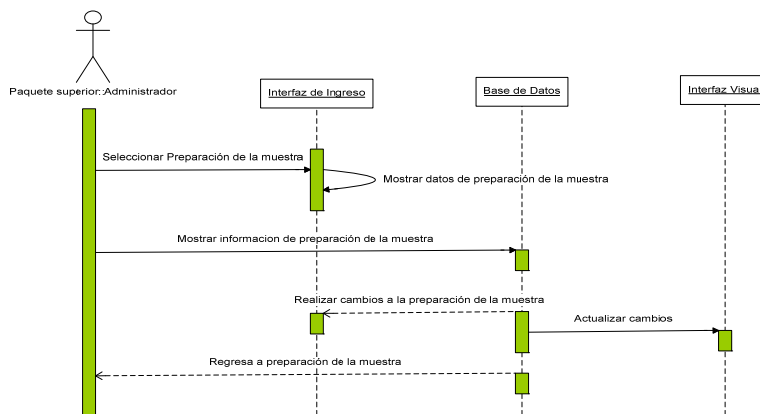 Paquete superior::Administrador
Interfaz de Ingreso
Base de Datos
Interfaz Visua
Seleccionar Preparación de la muestra
Mostrar datos de preparación de la muestra
Mostrar informacion de preparación de la muestra
Realizar cambios a la preparación de la muestra
Actualizar cambios
Regresa a preparación de la muestra